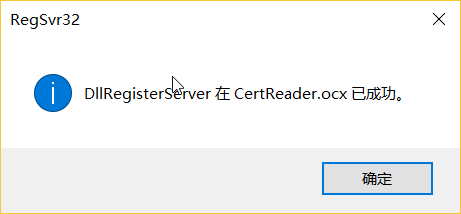 RegSvr32
DllRegisterServer 在 CertReader.ocx 已成功。
确定